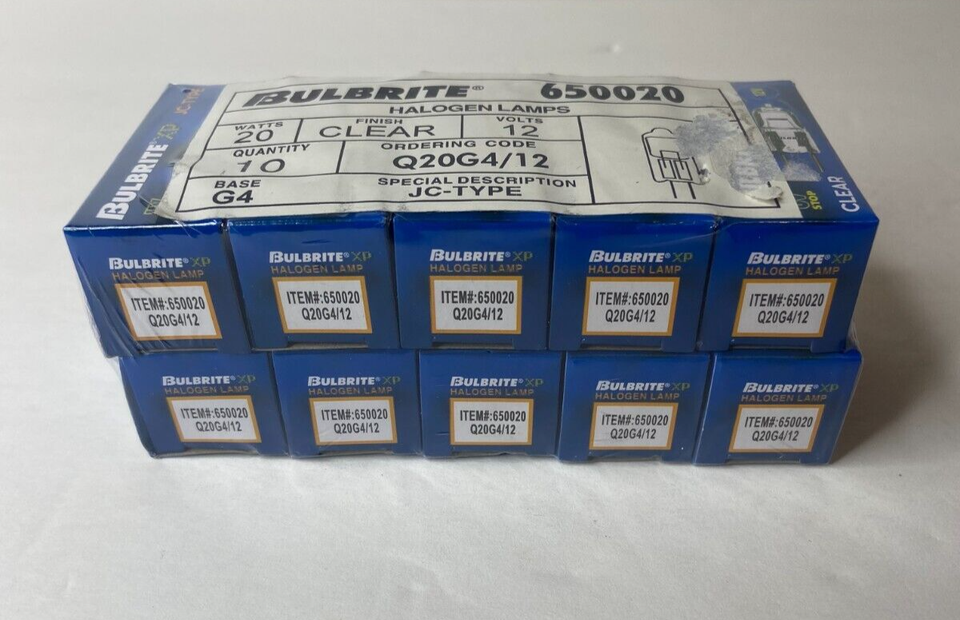 BULBRITE® 650020
HALOGEN LAMPS
WATTS FINISH VOLTS
20 CLEAR 12
QUANTITY ORDERING CODE
10 Q20G4/12
BASE SPECIAL DESCRIPTION
G4 JC-TYPE
BULBRITE XP
JC-TYPE
STOP
CLEAR
BULBRITE® XP
HALOGEN LAMP
ITEM#:650020
Q20G4/12
BULBRITE® XP
HALOGEN LAMP
ITEM#:650020
Q20G4/12
BULBRITE® XP
HALOGEN LAMP
ITEM#:650020
Q20G4/12
BULBRITE® XP
HALOGEN LAMP
ITEM#:650020
Q20G4/12
BULBRITE® XP
HALOGEN LAMP
ITEM#:650020
Q20G4/12
BULBRITE® XP
HALOGEN LAMP
ITEM#:650020
Q20G4/12
BULBRITE® XP
HALOGEN LAMP
ITEM#:650020
Q20G4/12
BULBRITE® XP
HALOGEN LAMP
ITEM#:650020
Q20G4/12
BULBRITE® XP
HALOGEN LAMP
ITEM#:650020
Q20G4/12
BULBRITE® XP
HALOGEN LAMP
ITEM#:650020
Q20G4/12